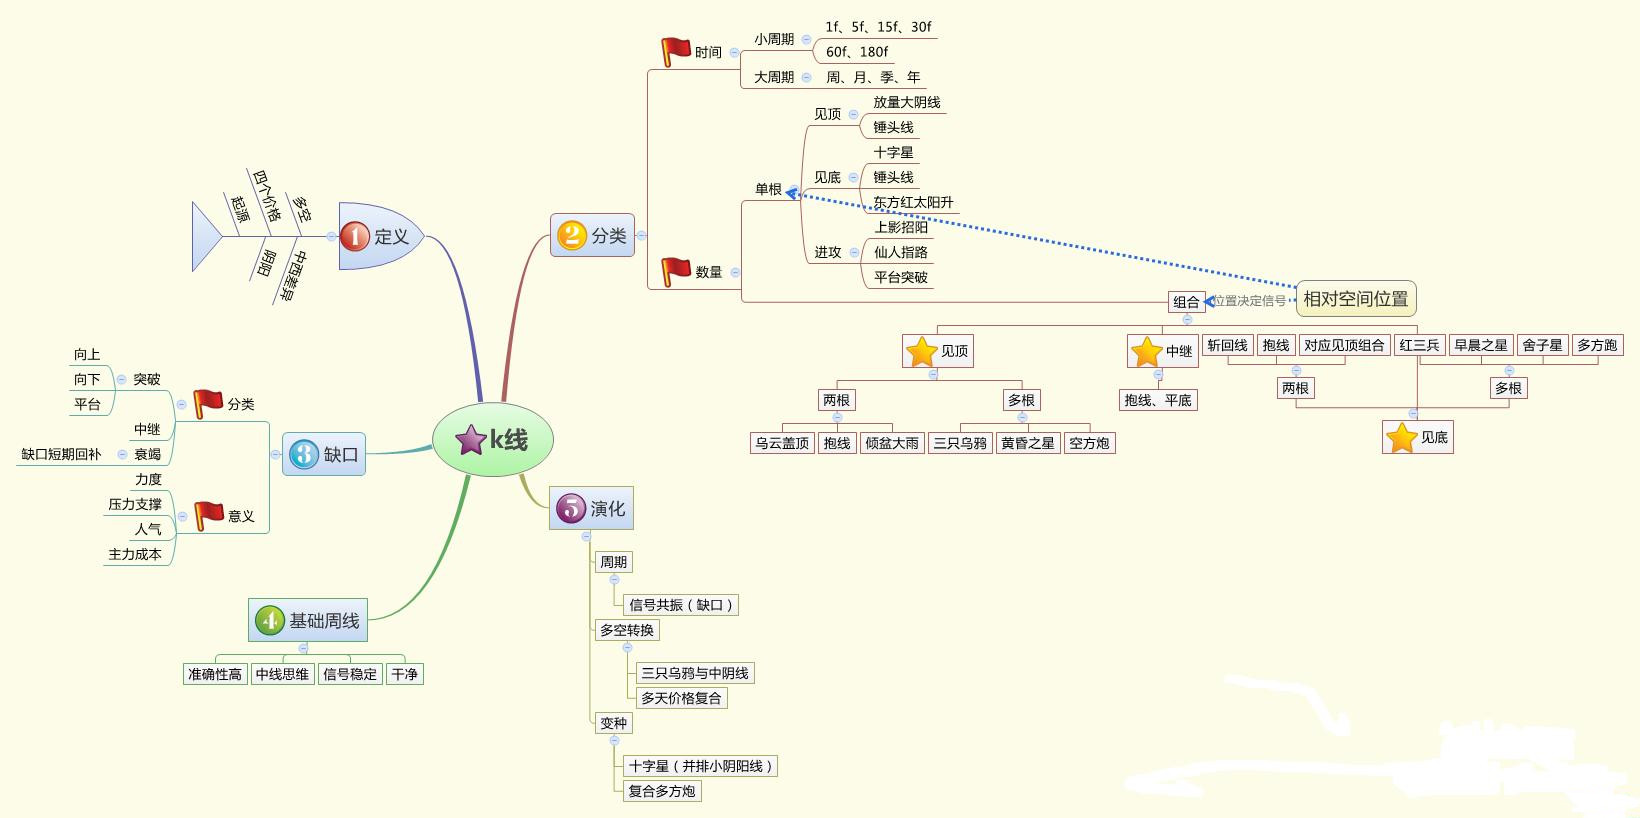 k线
1 定义
多空
四个价格
起源
中西差异
阴阳
2 分类
时间
小周期
1f、5f、15f、30f
60f、180f
大周期
周、月、季、年
数量
单根
见顶
放量大阴线
锤头线
见底
十字星
锤头线
东方红太阳升
进攻
上影招阳
仙人指路
平台突破
组合
位置决定信号
相对空间位置
见顶
两根
乌云盖顶
抱线
倾盆大雨
多根
三只乌鸦
黄昏之星
空方炮
中继
抱线、平底
斩回线
抱线
对应见顶组合
红三兵
早晨之星
舍子星
多方跑
两根
多根
见底
3 缺口
分类
突破
向上
向下
平台
中继
衰竭
缺口短期回补
意义
力度
压力支撑
人气
主力成本
4 基础周线
准确性高
中线思维
信号稳定
干净
5 演化
周期
信号共振（缺口）
多空转换
三只乌鸦与中阴线
多天价格复合
变种
十字星（并排小阴阳线）
复合多方炮